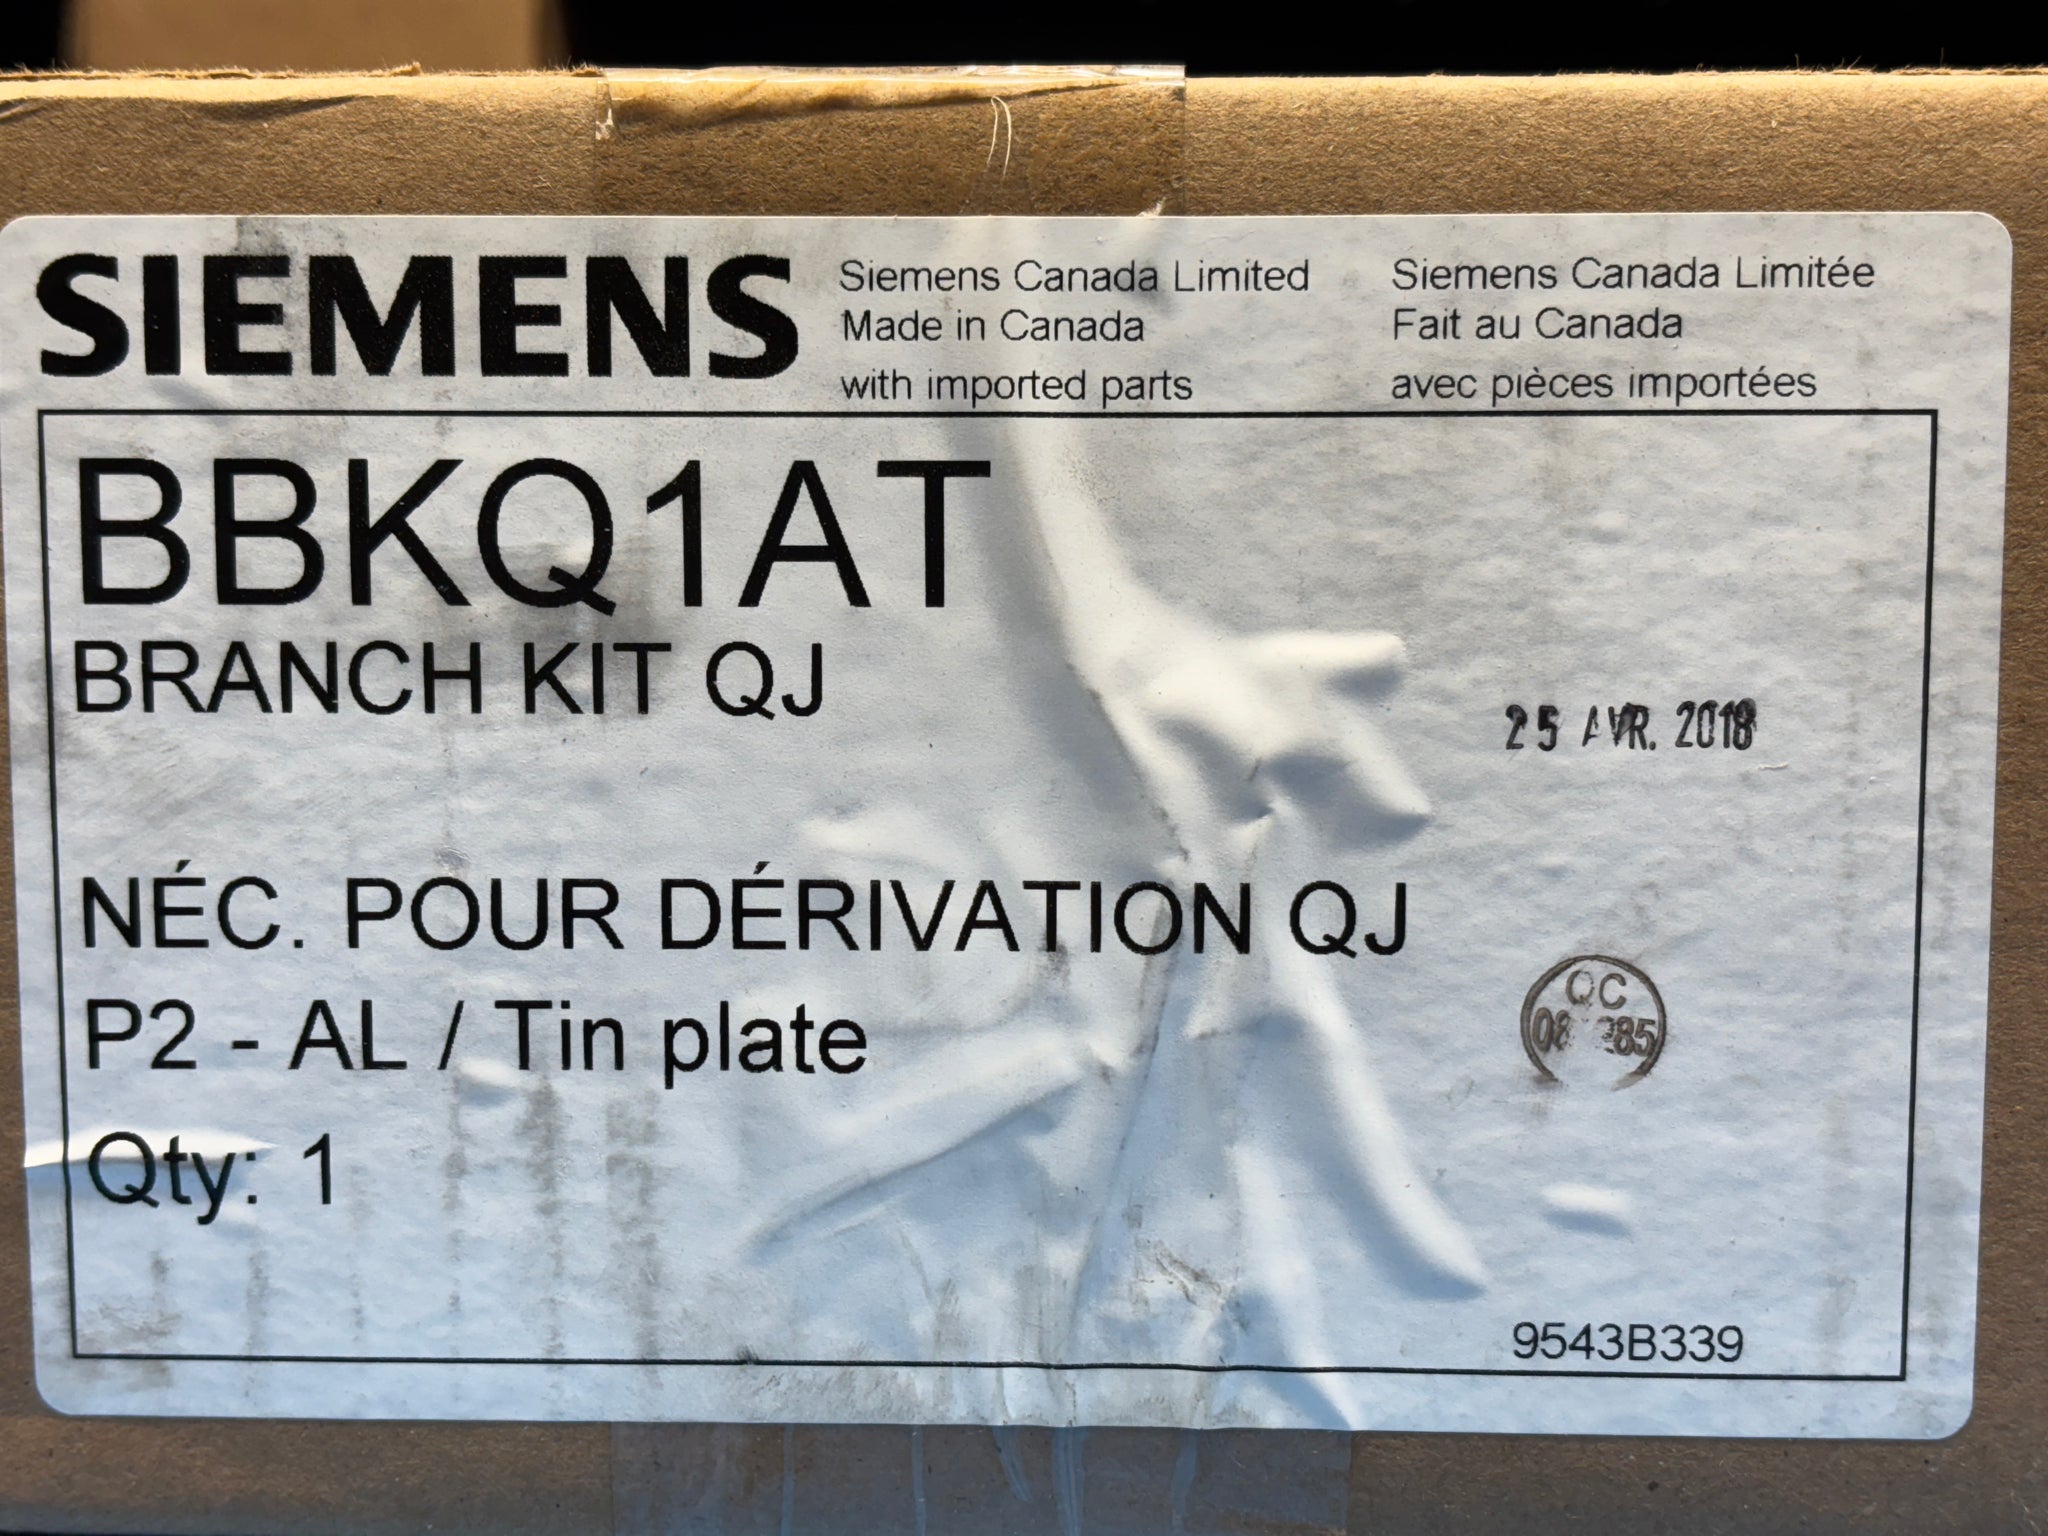 SIEMENS
Siemens Canada Limited
Made in Canada
with imported parts
Siemens Canada Limitée
Fait au Canada
avec pièces importées
BBKQ1AT
BRANCH KIT QJ
25 AVR. 2018
NÉC. POUR DÉRIVATION QJ
P2 - AL / Tin plate
QC
Qty: 1
9543B339